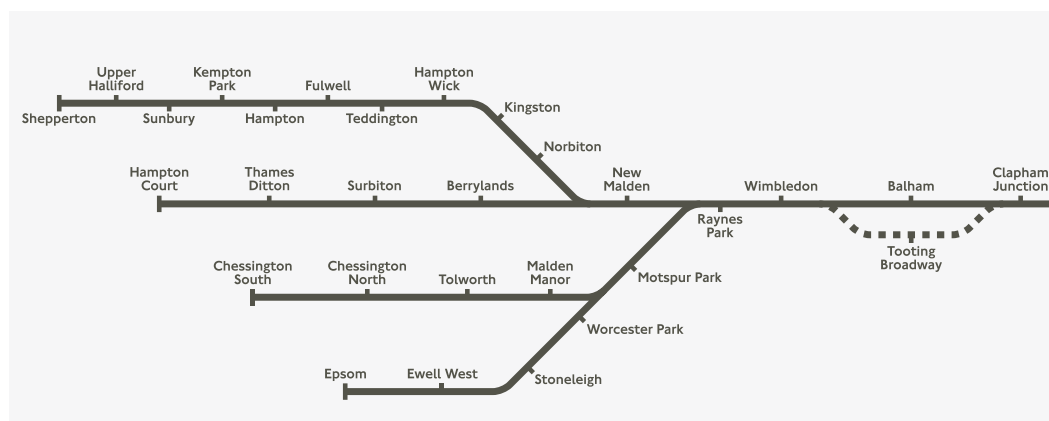 Upper
Halliford
Kempton
Park
Fulwell
Hampton
Wick
Shepperton
Sunbury
Hampton
Teddington
Kingston
Norbiton
Hampton
Court
Thames
Ditton
Surbiton
Berrylands
New
Malden
Wimbledon
Balham
Clapham
Junction
Raynes
Park
Tooting
Broadway
Chessington
South
Chessington
North
Tolworth
Malden
Manor
Motspur Park
Worcester Park
Epsom
Ewell West
Stoneleigh